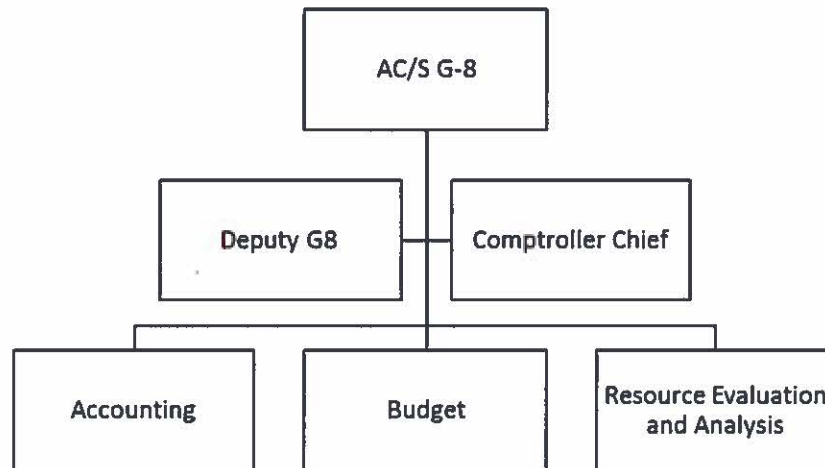 AC/S G-8
Deputy G8
Comptroller Chief
Accounting
Budget
Resource Evaluation
and Analysis